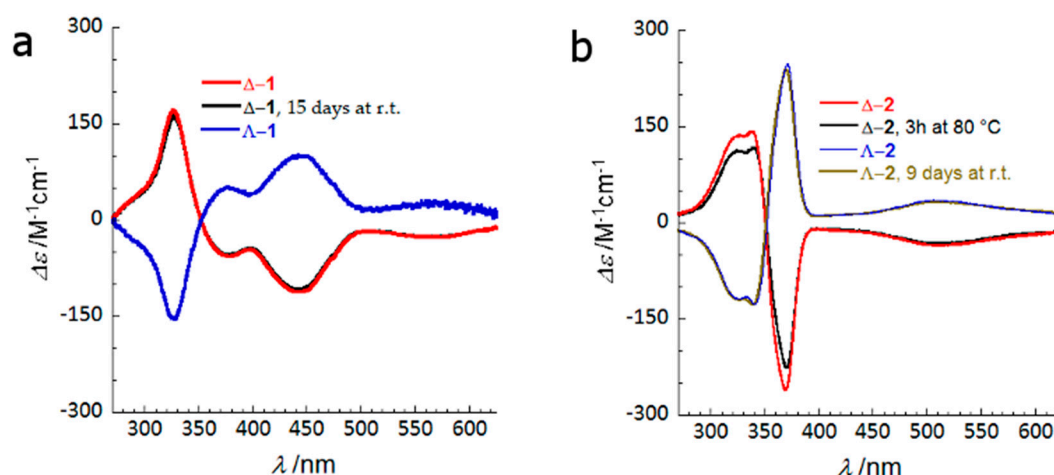 a
300
150
0
-150
-300
Δε /M-1cm-1
Δ–1
Δ–1, 15 days at r.t.
Λ–1
300 350 400 450 500 550 600
λ /nm
b
300
150
0
-150
-300
Δε /M-1cm-1
Δ–2
Δ–2, 3h at 80 °C
Λ–2
Λ–2, 9 days at r.t.
300 350 400 450 500 550 600
λ /nm